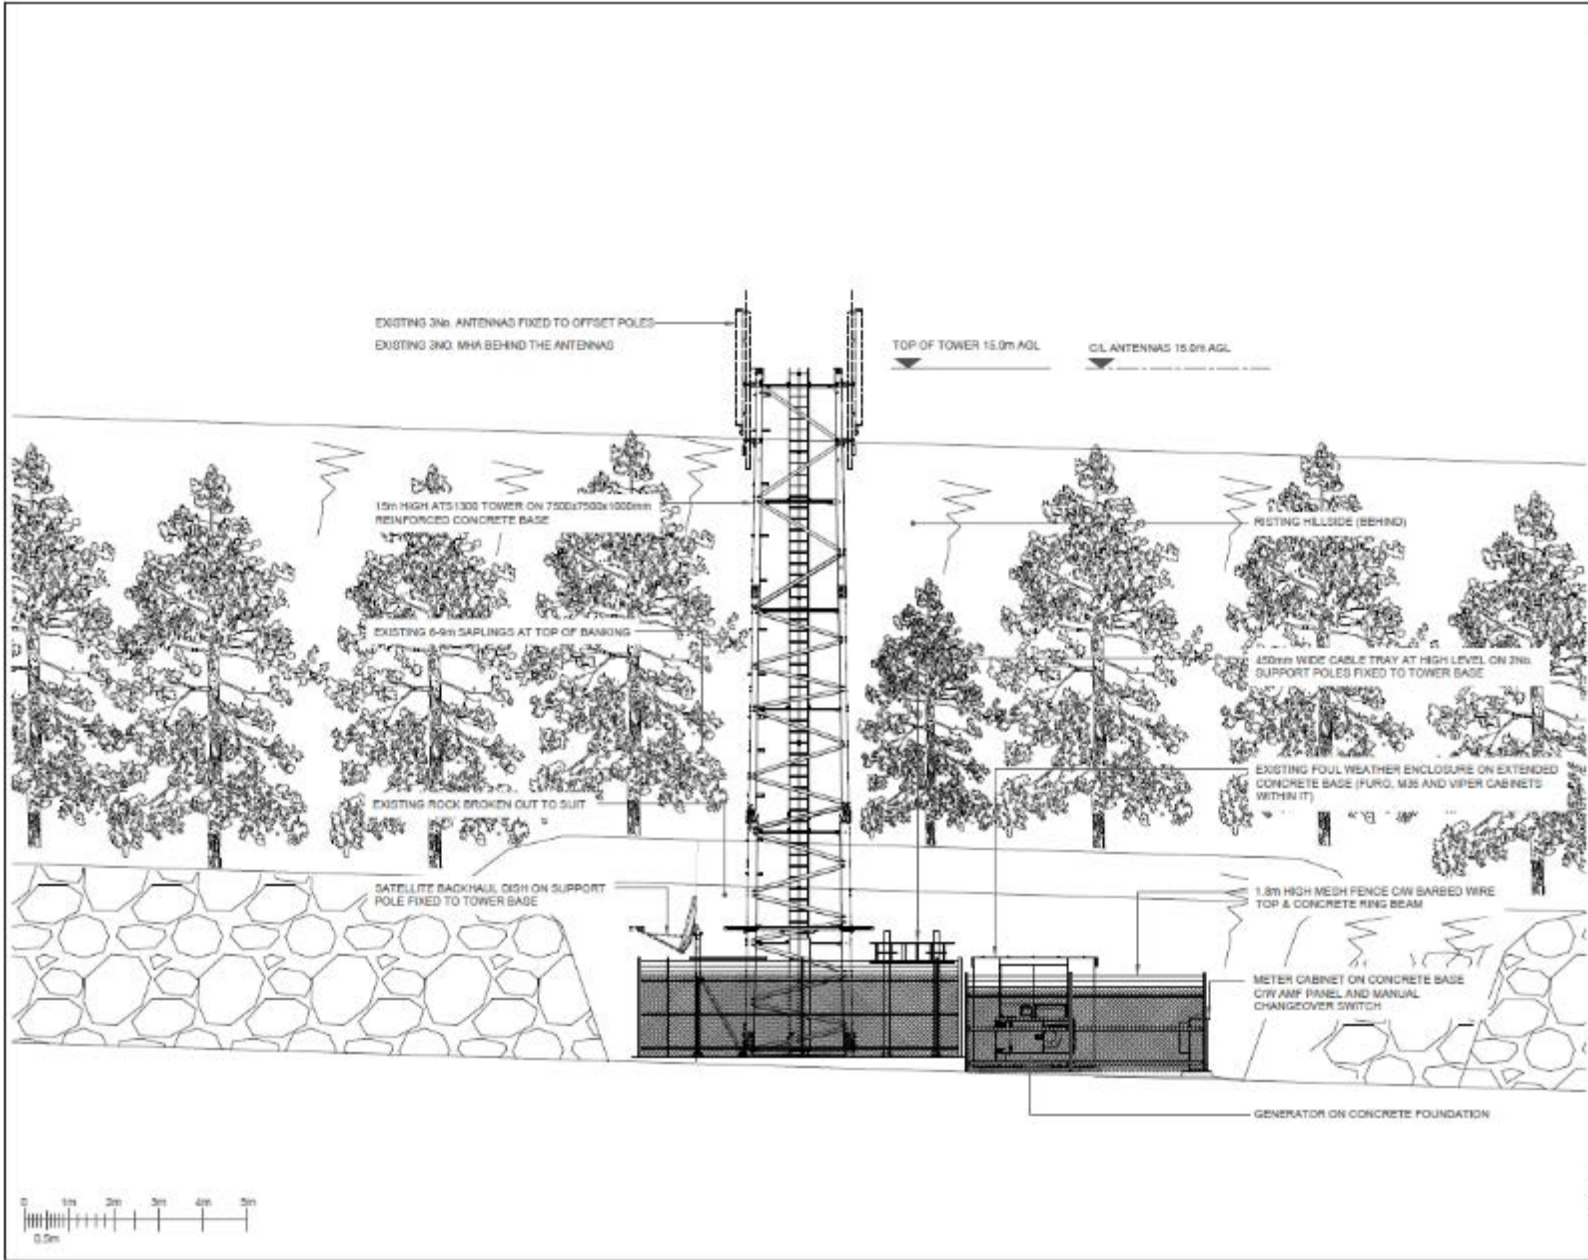 EXISTING 3No. ANTENNAS FIXED TO OFFSET POLES
EXISTING 3NO. MHA BEHIND THE ANTENNAS
TOP OF TOWER 15.0m AGL
C/L ANTENNAS 15.0m AGL
15m HIGH ATS1300 TOWER ON 7500x7500x1000mm
REINFORCED CONCRETE BASE
RISTING HILLSIDE (BEHIND)
EXISTING 6-9m SAPLINGS AT TOP OF BANKING
450mm WIDE CABLE TRAY AT HIGH LEVEL ON 2No.
SUPPORT POLES FIXED TO TOWER BASE
EXISTING FOUL WEATHER ENCLOSURE ON EXTENDED
CONCRETE BASE (FURO, M36 AND VIPER CABINETS
WITHIN IT)
EXISTING ROCK BROKEN OUT TO SUIT
SATELLITE BACKHAUL DISH ON SUPPORT
POLE FIXED TO TOWER BASE
1.8m HIGH MESH FENCE C/W BARBED WIRE
TOP & CONCRETE RING BEAM
METER CABINET ON CONCRETE BASE
C/W AMF PANEL AND MANUAL
CHANGEOVER SWITCH
GENERATOR ON CONCRETE FOUNDATION
0 1m 2m 3m 4m 5m
0.5m